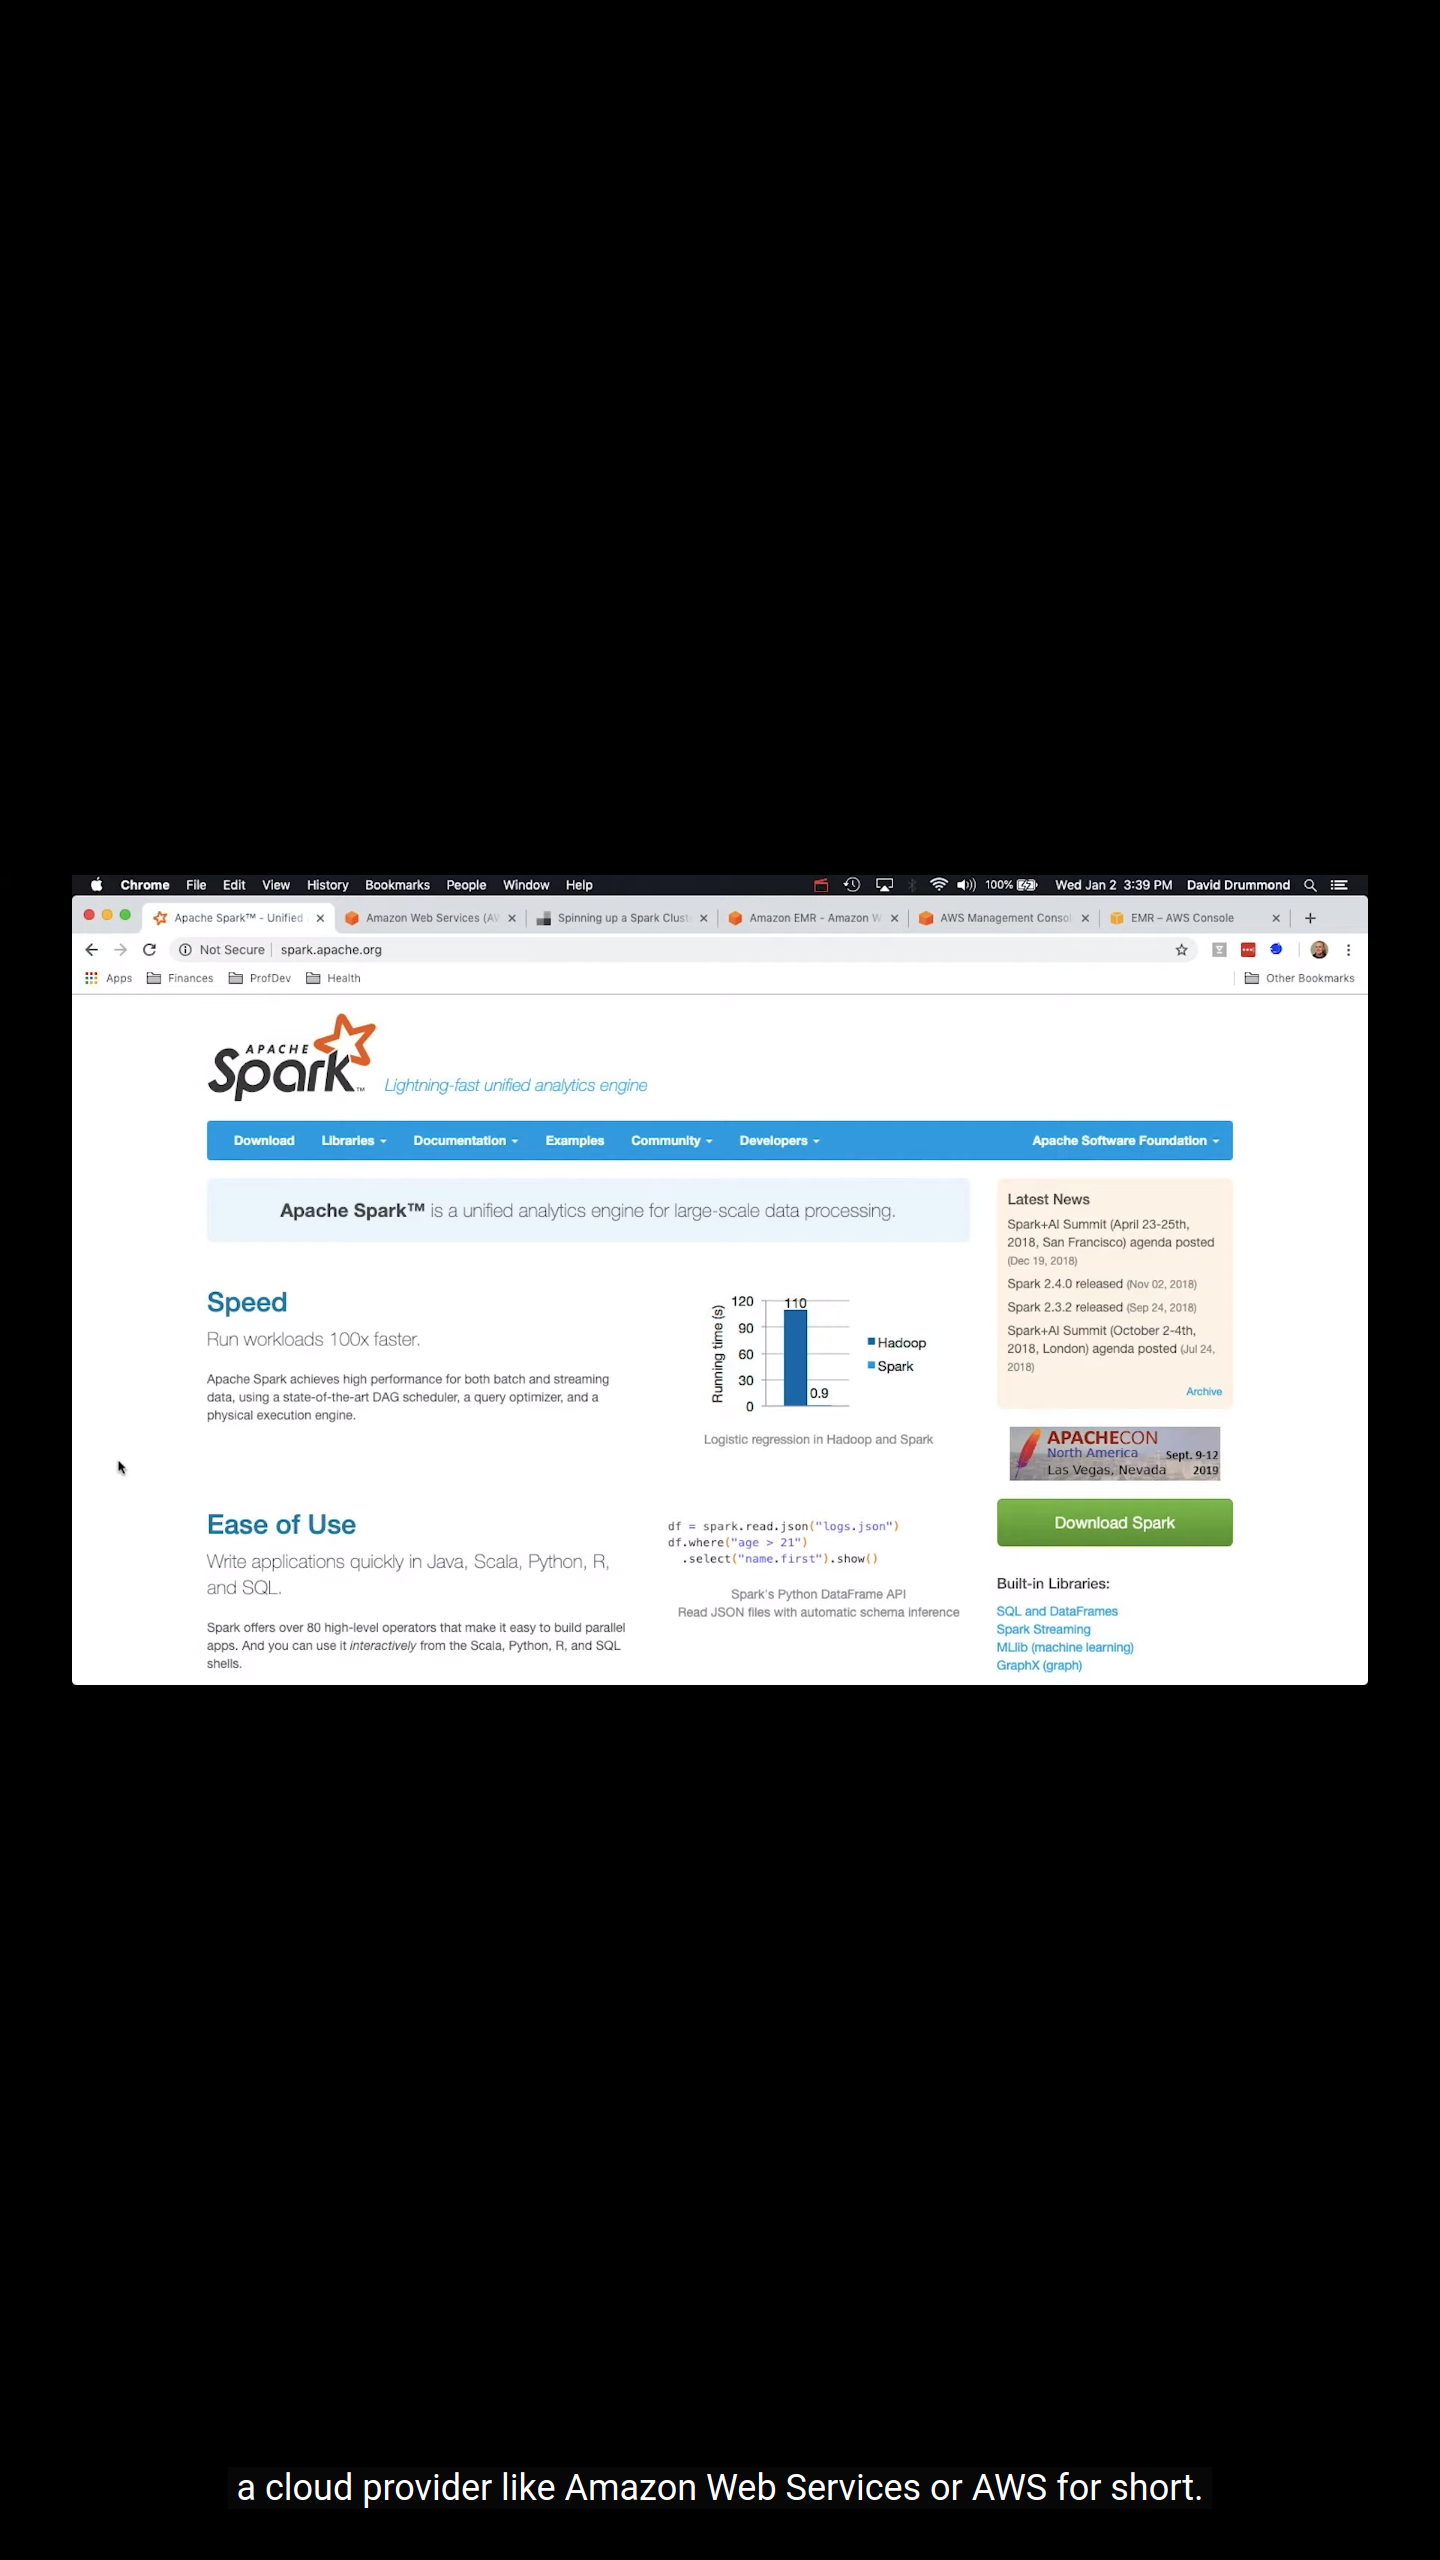 Chrome File Edit View History Bookmarks People Window Help 100% Wed Jan 2 3:39 PM David Drummond
Apache Spark™ - Unified Amazon Web Services (AW Spinning up a Spark Clust Amazon EMR - Amazon W AWS Management Consol EMR – AWS Console
Not Secure spark.apache.org
Apps Finances ProfDev Health Other Bookmarks
APACHE
Spark™ Lightning-fast unified analytics engine
Download Libraries Documentation Examples Community Developers Apache Software Foundation
Apache Spark™ is a unified analytics engine for large-scale data processing.
Speed
Run workloads 100x faster.
Apache Spark achieves high performance for both batch and streaming
data, using a state-of-the-art DAG scheduler, a query optimizer, and a
physical execution engine.
Running time (s)
120
90
60
30
0
110
0.9
Hadoop
Spark
Logistic regression in Hadoop and Spark
Ease of Use
Write applications quickly in Java, Scala, Python, R,
and SQL.
Spark offers over 80 high-level operators that make it easy to build parallel
apps. And you can use it interactively from the Scala, Python, R, and SQL
shells.
df = spark.read.json("logs.json")
df.where("age > 21")
.select("name.first").show()
Spark's Python DataFrame API
Read JSON files with automatic schema inference
Latest News
Spark+AI Summit (April 23-25th,
2018, San Francisco) agenda posted
(Dec 19, 2018)
Spark 2.4.0 released (Nov 02, 2018)
Spark 2.3.2 released (Sep 24, 2018)
Spark+AI Summit (October 2-4th,
2018, London) agenda posted (Jul 24,
2018)
Archive
APACHECON
North America Sept. 9-12
Las Vegas, Nevada 2019
Download Spark
Built-in Libraries:
SQL and DataFrames
Spark Streaming
MLlib (machine learning)
GraphX (graph)
a cloud provider like Amazon Web Services or AWS for short.